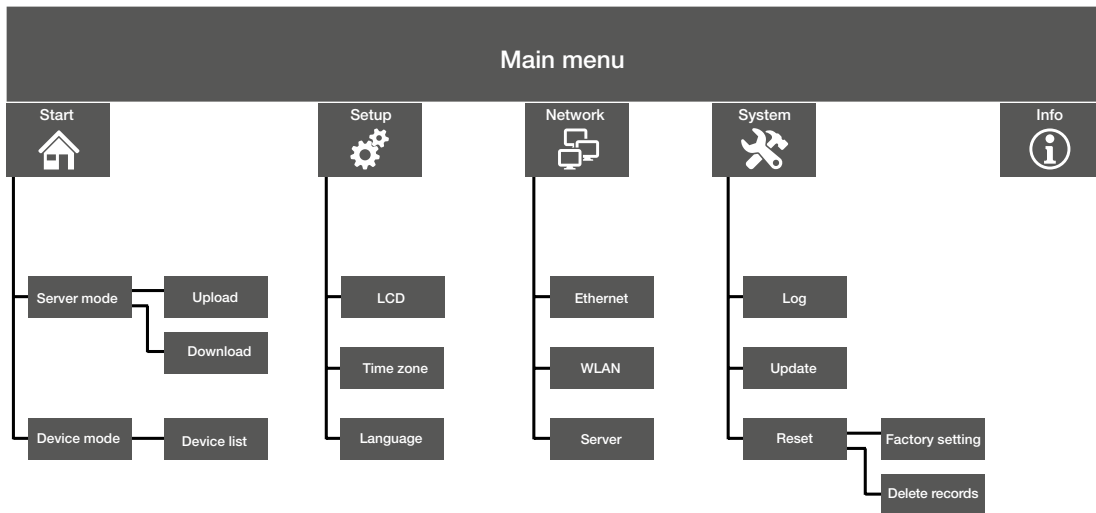 Main menu
Start
Setup
Network
System
Info
Server mode
Upload
LCD
Ethernet
Log
Download
Time zone
WLAN
Update
Device mode
Device list
Language
Server
Reset
Factory setting
Delete records